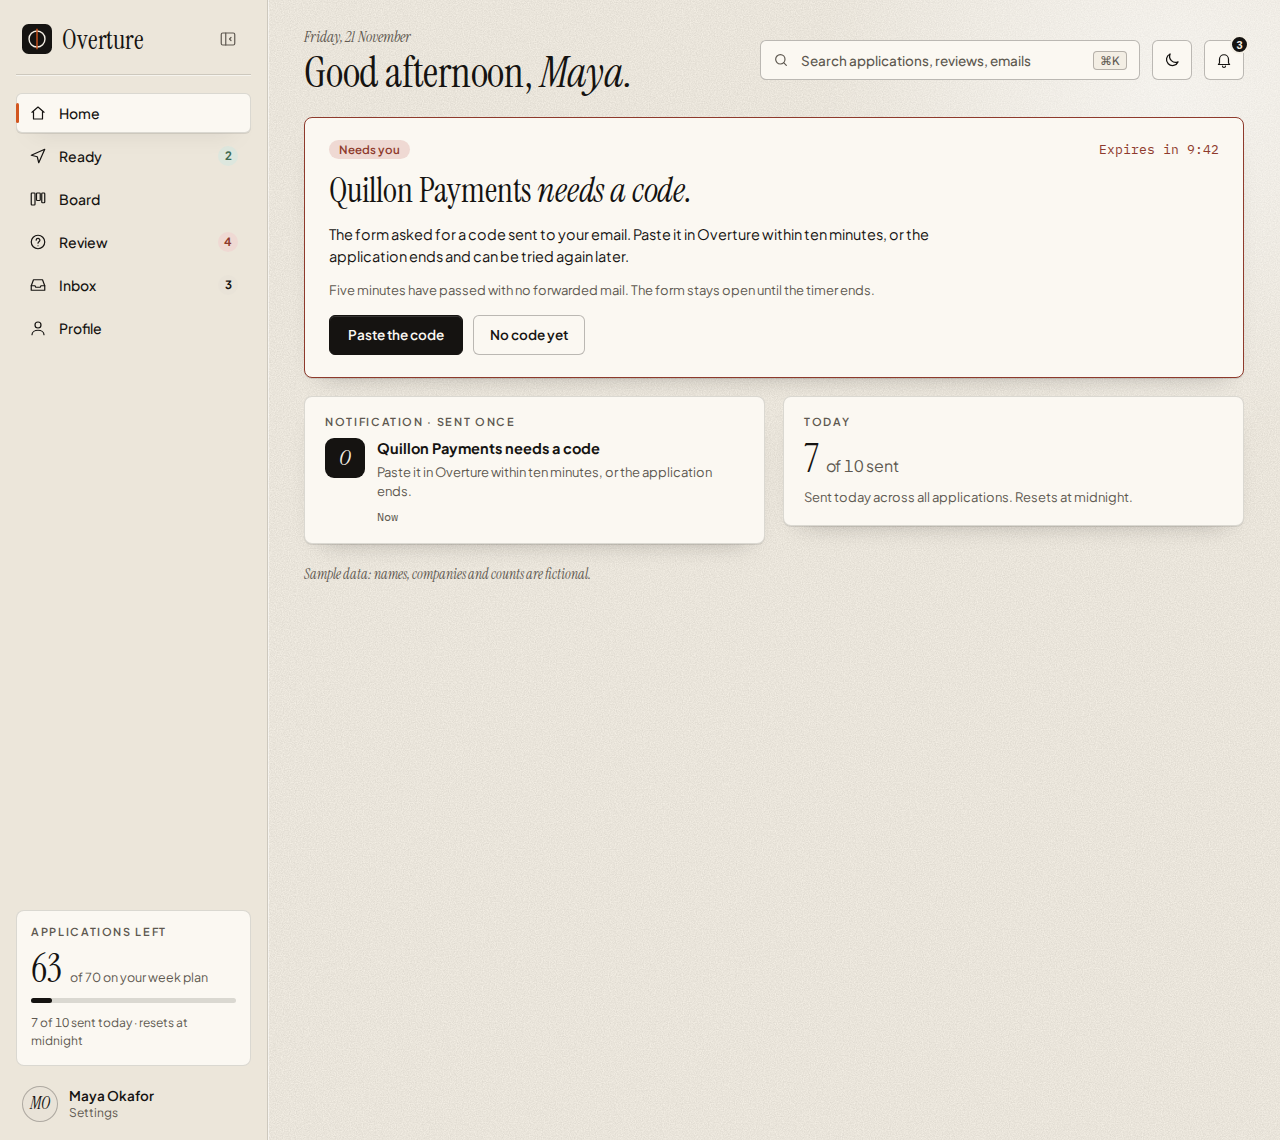 Overture
Home
Ready 2
Board
Review 4
Inbox 3
Profile
APPLICATIONS LEFT
63 of 70 on your week plan
7 of 10 sent today · resets at
midnight
MO
Maya Okafor
Settings
Friday, 21 November
Good afternoon, Maya.
Search applications, reviews, emails ⌘K
3
Needs you
Expires in 9:42
Quillon Payments needs a code.
The form asked for a code sent to your email. Paste it in Overture within ten minutes, or the
application ends and can be tried again later.
Five minutes have passed with no forwarded mail. The form stays open until the timer ends.
Paste the code
No code yet
NOTIFICATION · SENT ONCE
O
Quillon Payments needs a code
Paste it in Overture within ten minutes, or the application
ends.
Now
TODAY
7 of 10 sent
Sent today across all applications. Resets at midnight.
Sample data: names, companies and counts are fictional.